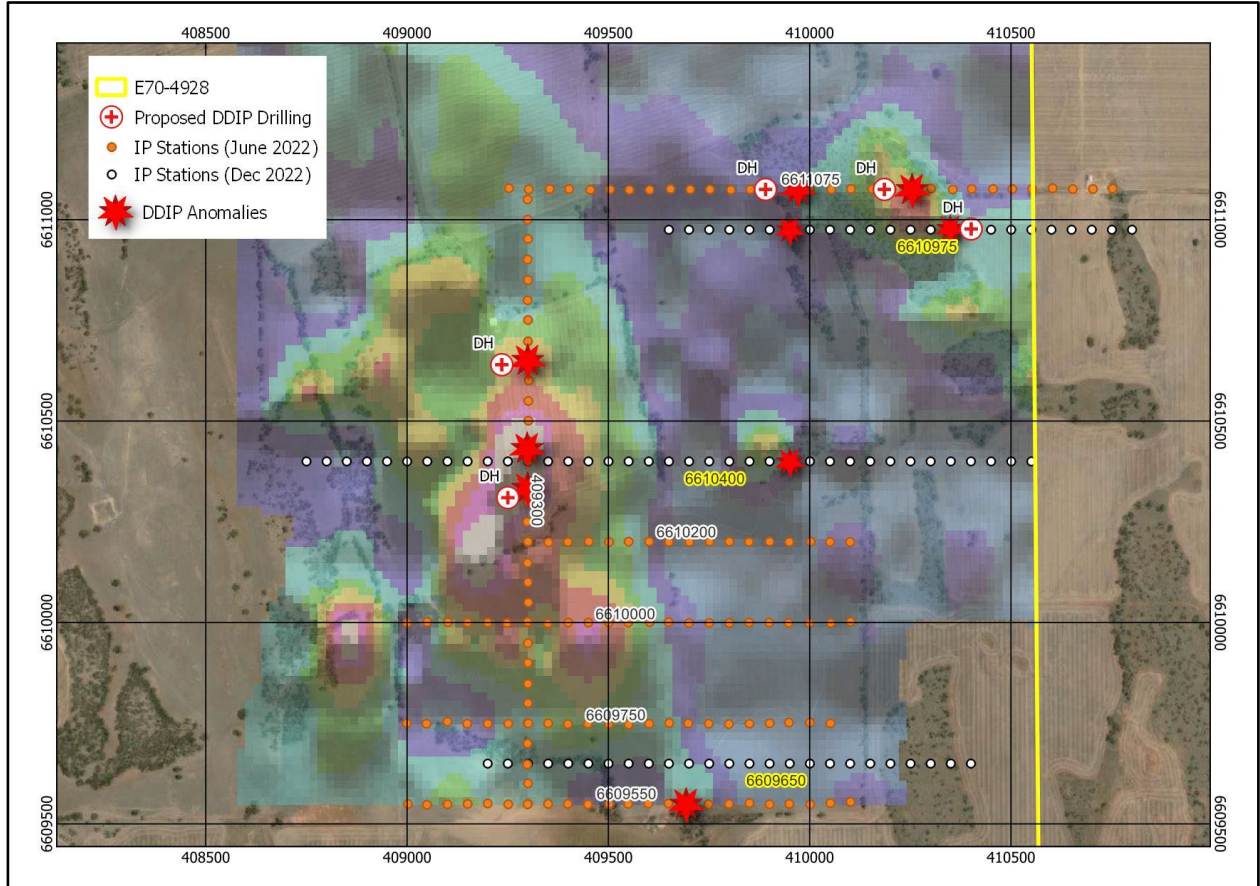 408500 409000 409500 410000 410500
E70-4928
Proposed DDIP Drilling
IP Stations (June 2022)
IP Stations (Dec 2022)
DDIP Anomalies
DH
6611075
DH
DH
6611000
6611000
6610975
DH
6610500
6610500
6610400
DH
409300
6610200
6610000
6610000
6610000
6609750
6609650
6609550
6609500
6609500
408500 409000 409500 410000 410500